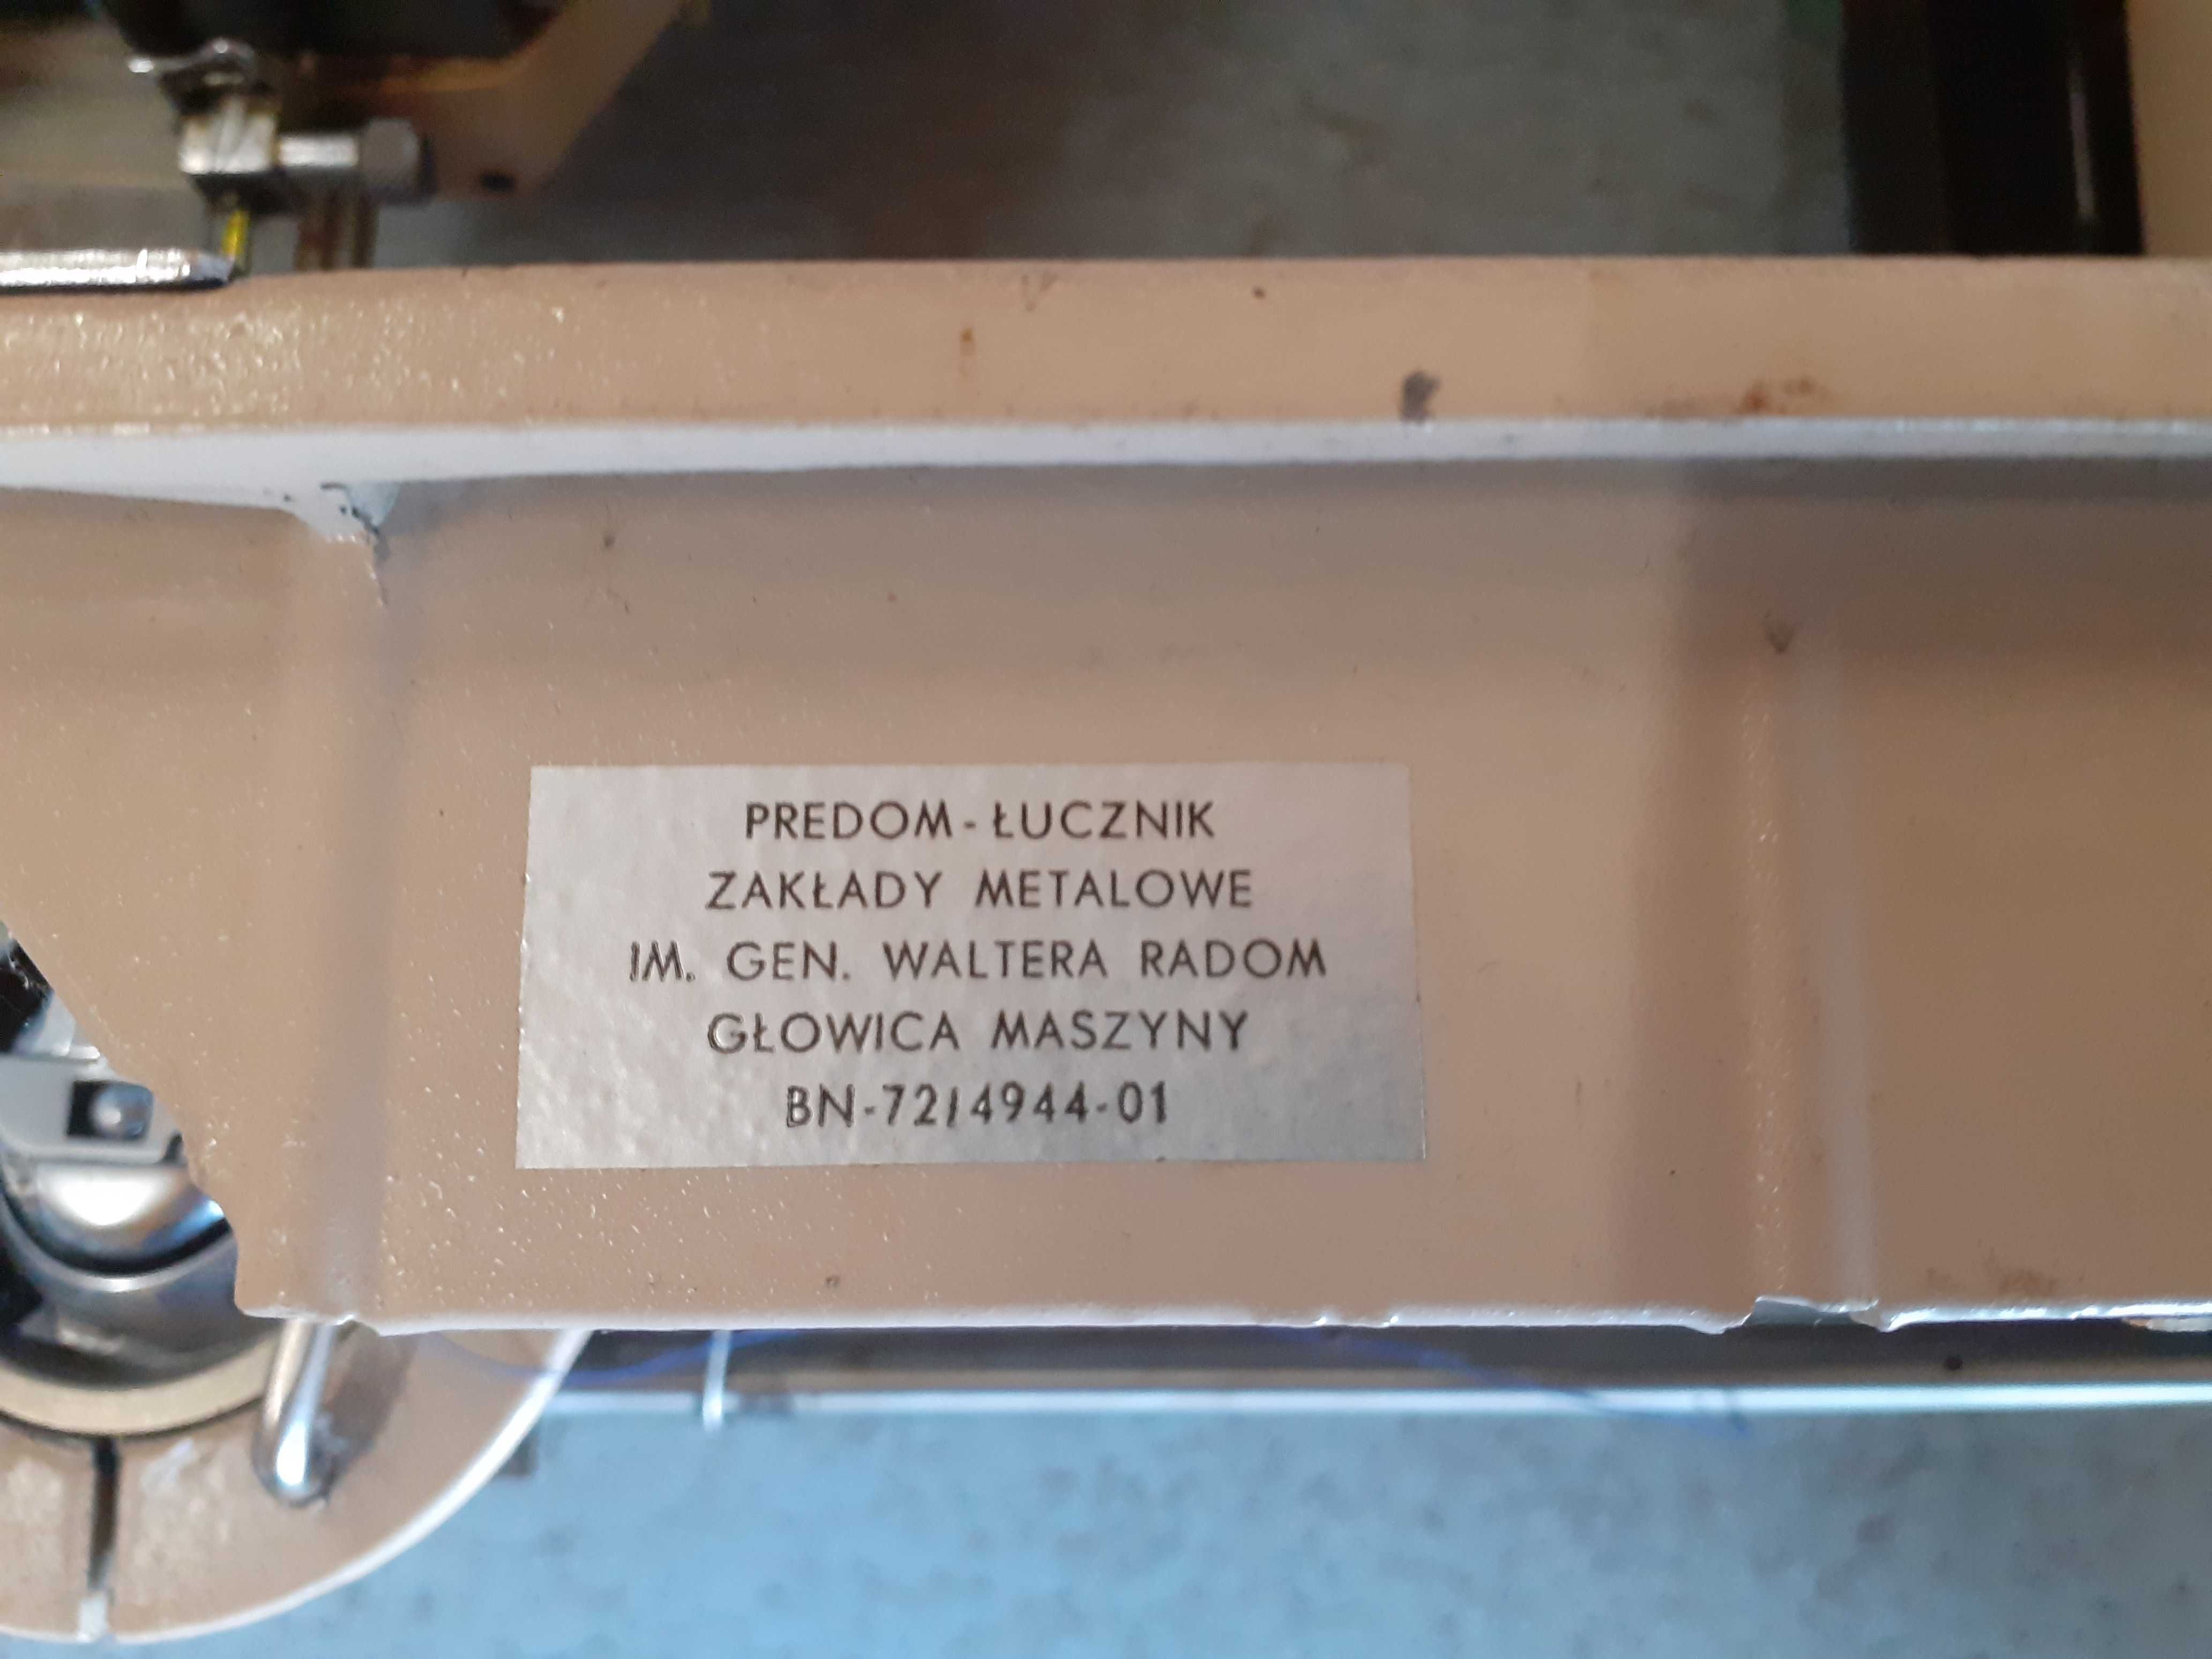 PREDOM-ŁUCZNIK
ZAKŁADY METALOWE
IM. GEN. WALTERA RADOM
GŁOWICA MASZYNY
BN-72/4944-01